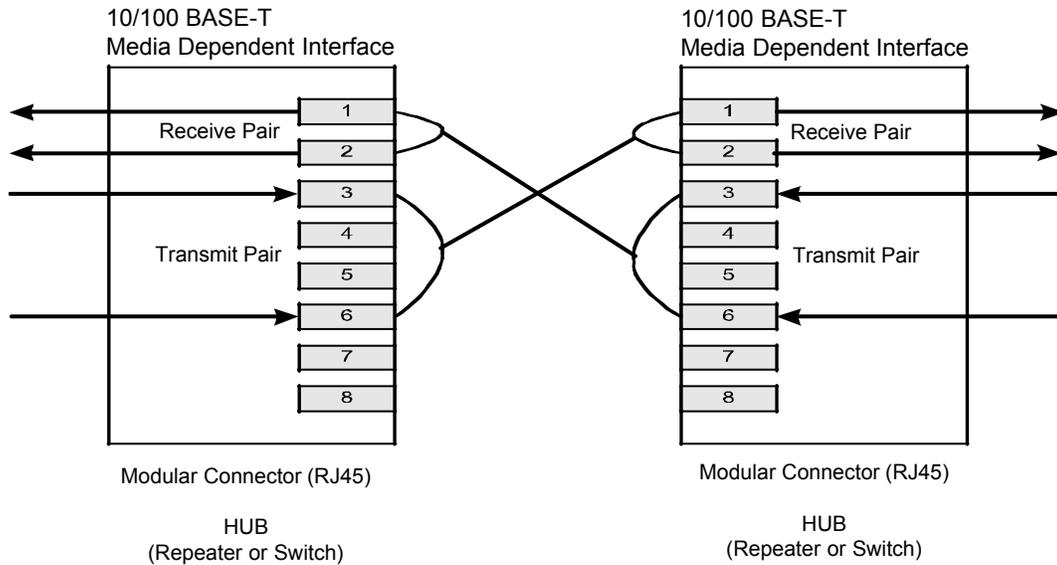 10/100 BASE-T
Media Dependent Interface
1
Receive Pair
2
3
4
Transmit Pair
5
6
7
8
Modular Connector (RJ45)
HUB
(Repeater or Switch)
10/100 BASE-T
Media Dependent Interface
1
Receive Pair
2
3
4
Transmit Pair
5
6
7
8
Modular Connector (RJ45)
HUB
(Repeater or Switch)